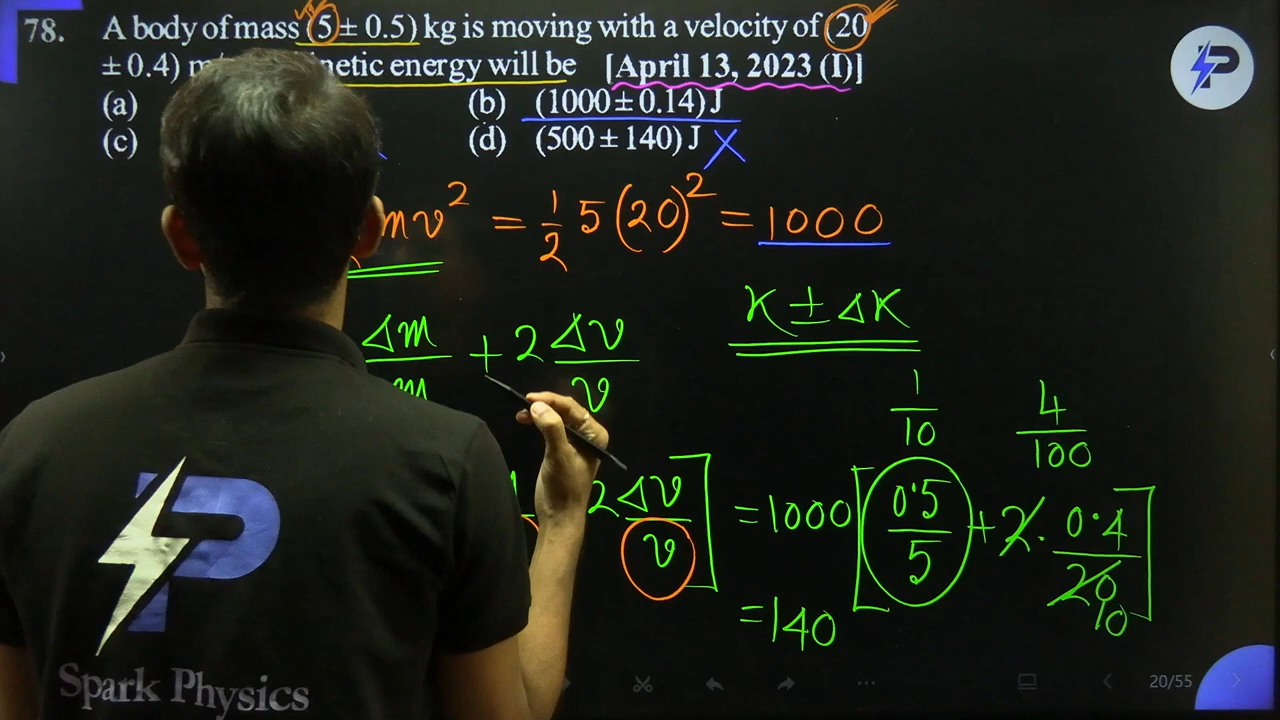 78. A body of mass (5 ± 0.5) kg is moving with a velocity of (20
± 0.4) m/ netic energy will be [April 13, 2023 (I)]
(a) (b) (1000 ± 0.14) J
(c) (d) (500 ± 140) J
mv² = 1/2 5(20)² = 1000
K ± ΔK
Δm/m + 2 Δv/v
1/10 4/100
2Δv/v] = 1000 [0.5/5 + 2. 0.4/20]
10
= 140
Spark Physics
20/55